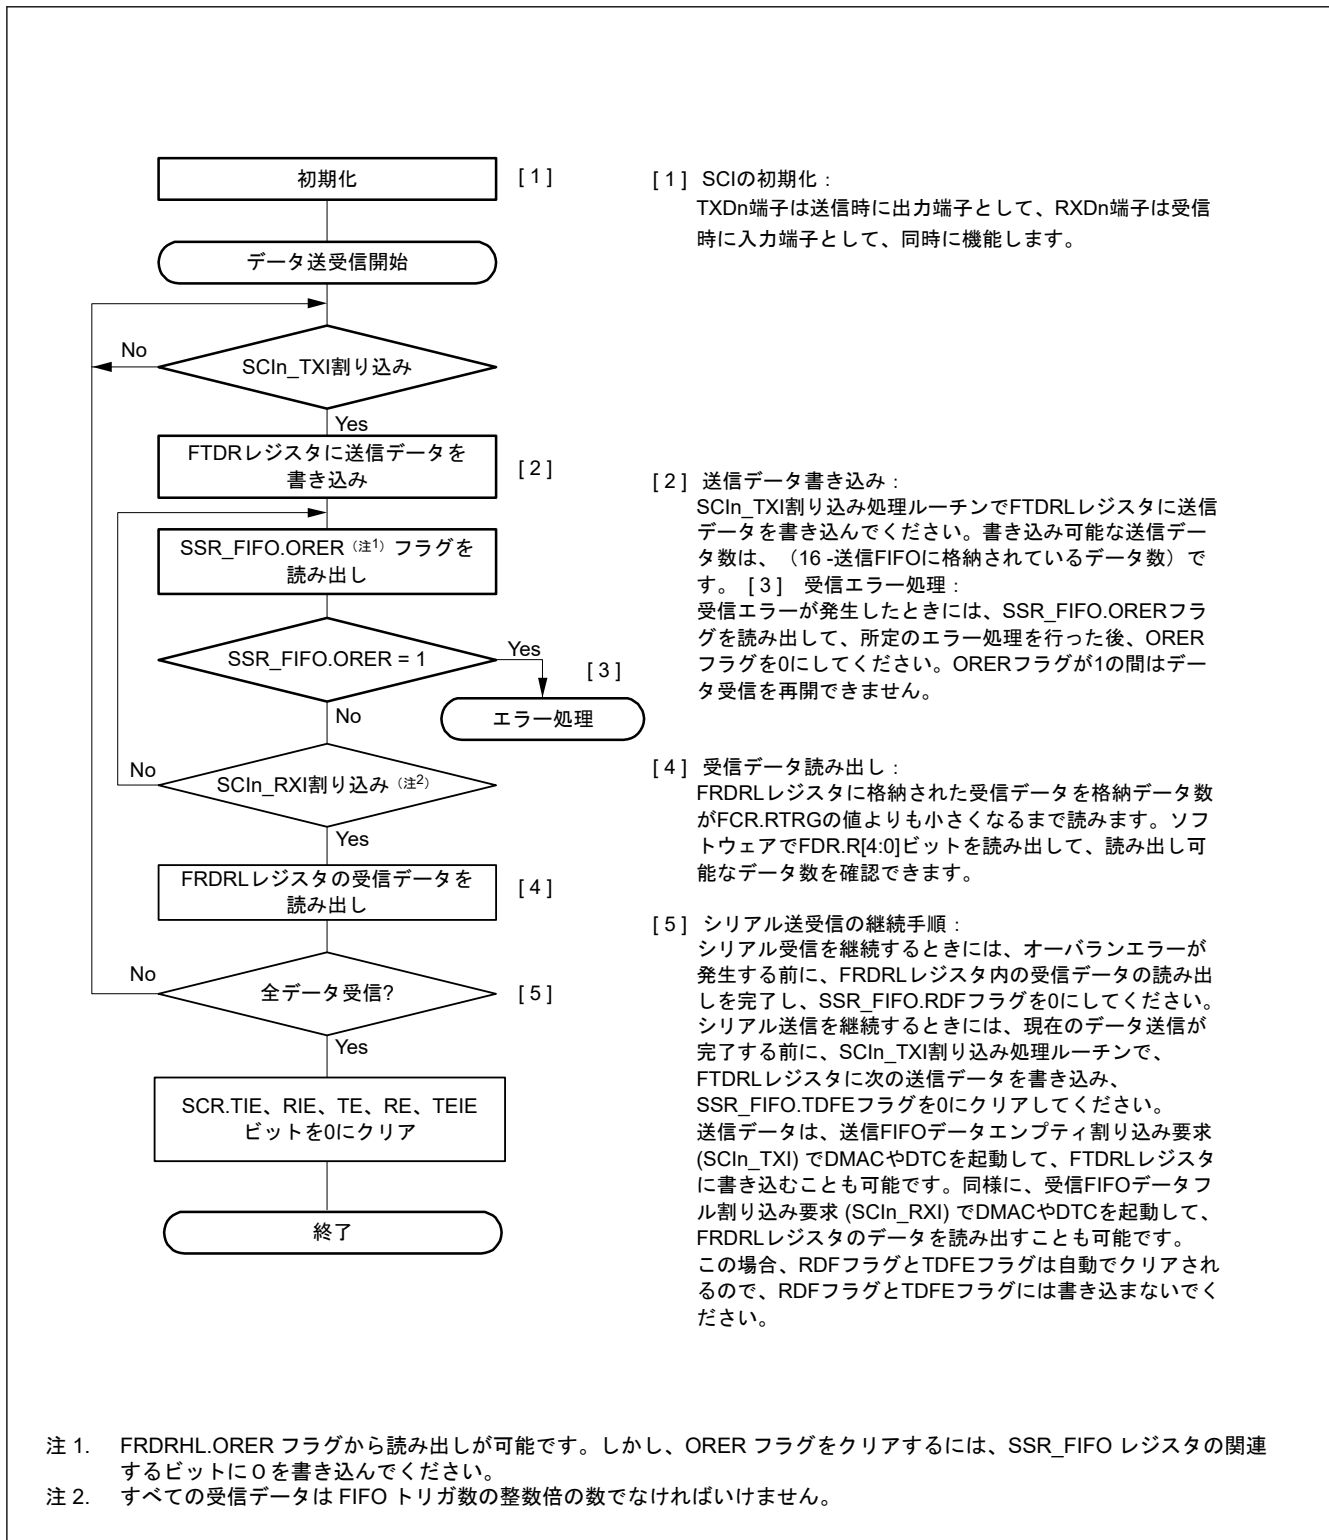 初期化
[ 1 ]
データ送受信開始
No
SCIn_TXI割り込み
Yes
FTDRレジスタに送信データを
書き込み
[ 2 ]
SSR_FIFO.ORER（注1）フラグを
読み出し
SSR_FIFO.ORER = 1
Yes
[ 3 ]
エラー処理
No
No
SCIn_RXI割り込み（注2）
Yes
FRDRLレジスタの受信データを
読み出し
[ 4 ]
No
全データ受信?
[ 5 ]
Yes
SCR.TIE、RIE、TE、RE、TEIE
ビットを0にクリア
終了
[ 1 ] SCIの初期化：
TXDn端子は送信時に出力端子として、RXDn端子は受信
時に入力端子として、同時に機能します。
[ 2 ] 送信データ書き込み：
SCIn_TXI割り込み処理ルーチンでFTDRLレジスタに送信
データを書き込んでください。書き込み可能な送信デー
タ数は、（16 -送信FIFOに格納されているデータ数）で
す。 [ 3 ] 受信エラー処理：
受信エラーが発生したときには、SSR_FIFO.ORERフラ
グを読み出して、所定のエラー処理を行った後、ORER
フラグを0にしてください。ORERフラグが1の間はデー
タ受信を再開できません。
[ 4 ] 受信データ読み出し：
FRDRLレジスタに格納された受信データを格納データ数
がFCR.RTRGの値よりも小さくなるまで読みます。ソフ
トウェアでFDR.R[4:0]ビットを読み出して、読み出し可
能なデータ数を確認できます。
[ 5 ] シリアル送受信の継続手順：
シリアル受信を継続するときには、オーバランエラーが
発生する前に、FRDRLレジスタ内の受信データの読み出
しを完了し、SSR_FIFO.RDFフラグを0にしてください。
シリアル送信を継続するときには、現在のデータ送信が
完了する前に、SCIn_TXI割り込み処理ルーチンで、
FTDRLレジスタに次の送信データを書き込み、
SSR_FIFO.TDFEフラグを0にクリアしてください。
送信データは、送信FIFOデータエンプティ割り込み要求
(SCIn_TXI) でDMACやDTCを起動して、FTDRLレジスタ
に書き込むことも可能です。同様に、受信FIFOデータフ
ル割り込み要求 (SCIn_RXI) でDMACやDTCを起動して、
FRDRLレジスタのデータを読み出すことも可能です。
この場合、RDFフラグとTDFEフラグは自動でクリアされ
るので、RDFフラグとTDFEフラグには書き込まないでく
ださい。
注 1. FRDRHL.ORER フラグから読み出しが可能です。しかし、ORER フラグをクリアするには、SSR_FIFO レジスタの関連
するビットに０を書き込んでください。
注 2. すべての受信データは FIFO トリガ数の整数倍の数でなければいけません。